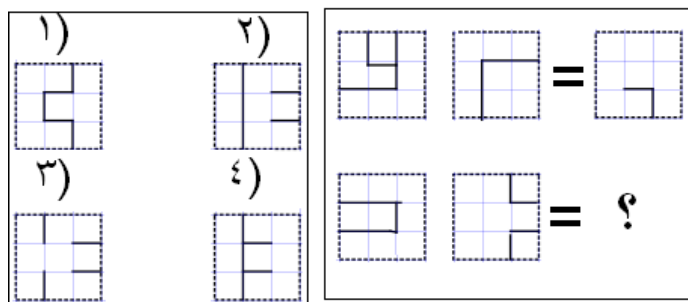 ١) ٢)
=
٣) ٤)
= ؟